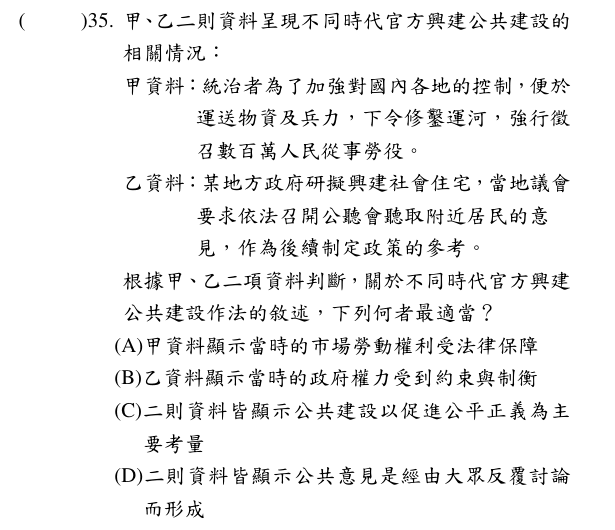 (　　)35. 甲、乙二則資料呈現不同時代官方興建公共建設的
相關情況：
甲資料：統治者為了加強對國內各地的控制，便於
運送物資及兵力，下令修鑿運河，強行徵
召數百萬人民從事勞役。
乙資料：某地方政府研擬興建社會住宅，當地議會
要求依法召開公聽會聽取附近居民的意
見，作為後續制定政策的參考。
根據甲、乙二項資料判斷，關於不同時代官方興建
公共建設作法的敘述，下列何者最適當？
(A)甲資料顯示當時的市場勞動權利受法律保障
(B)乙資料顯示當時的政府權力受到約束與制衡
(C)二則資料皆顯示公共建設以促進公平正義為主
要考量
(D)二則資料皆顯示公共意見是經由大眾反覆討論
而形成